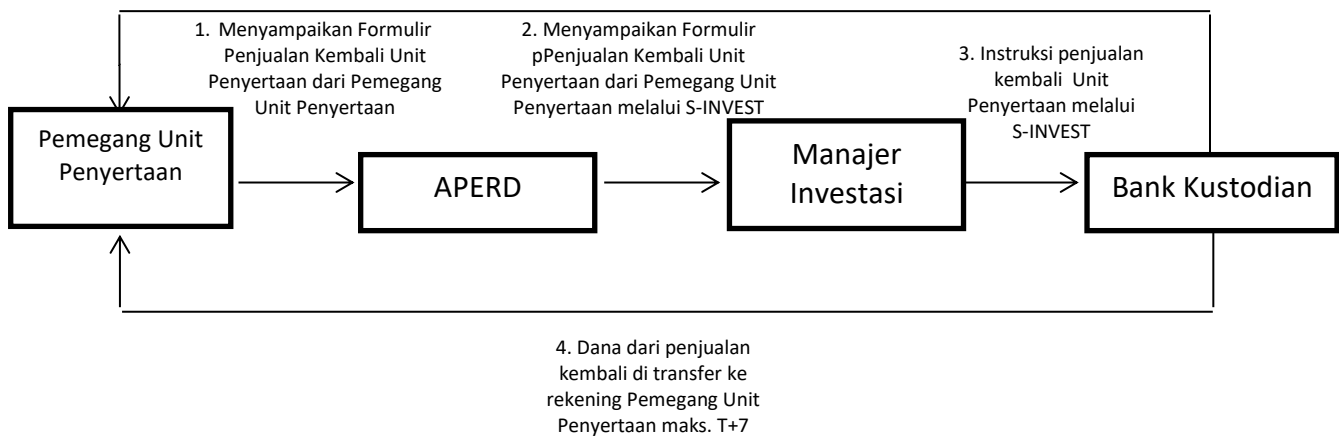 1. Menyampaikan Formulir
Penjualan Kembali Unit
Penyertaan dari Pemegang
Unit Penyertaan
2. Menyampaikan Formulir
pPenjualan Kembali Unit
Penyertaan dari Pemegang Unit
Penyertaan melalui S-INVEST
3. Instruksi penjualan
kembali Unit
Penyertaan melalui
S-INVEST
Pemegang Unit
Penyertaan
APERD
Manajer
Investasi
Bank Kustodian
4. Dana dari penjualan
kembali di transfer ke
rekening Pemegang Unit
Penyertaan maks. T+7